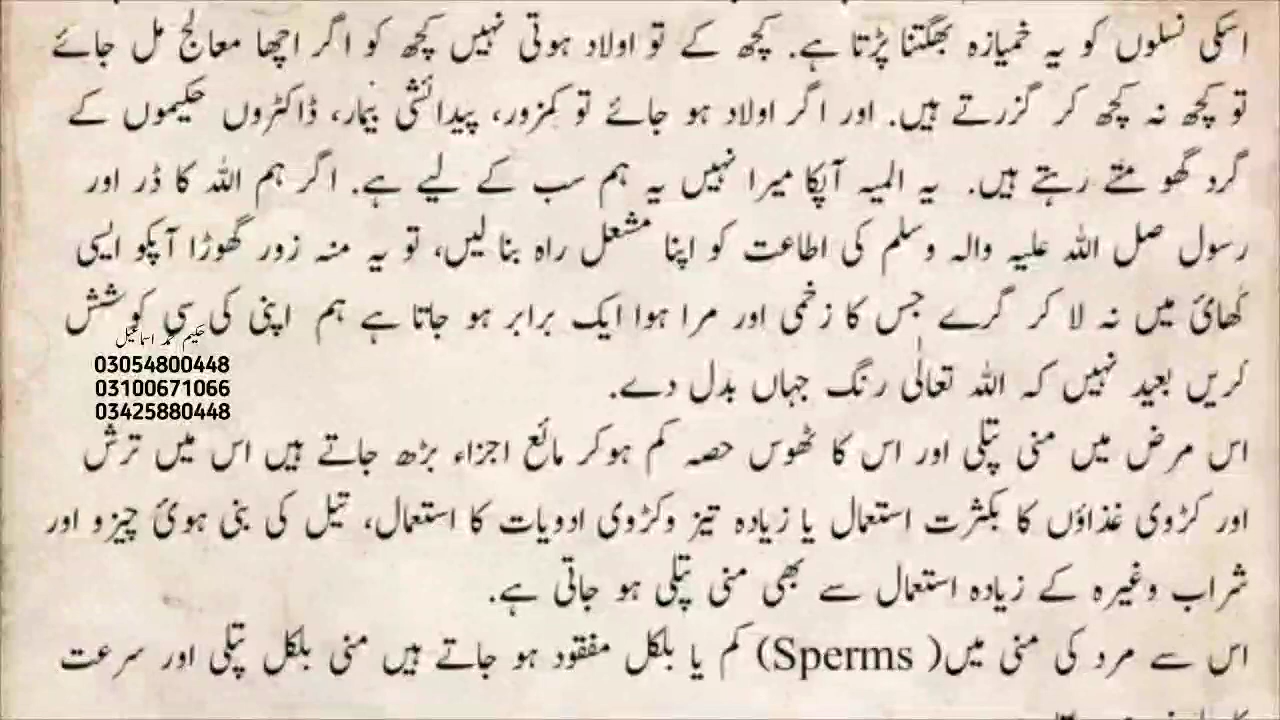 اسکی نسلوں کو یہ خمیازہ بھگتنا پڑتا ہے. کچھ کے تو اولاد ہوتی نہیں کچھ کو اگر اچھا معالج مل جائے
تو کچھ نہ کچھ کر گزرتے ہیں. اور اگر اولاد ہو جائے تو کمزور، پیدائشی بیمار، ڈاکٹروں حکیموں کے
گرد گھو متے رہتے ہیں. یہ المیہ آپکا میرا نہیں یہ ہم سب کے لیے ہے. اگر ہم اللہ کا ڈر اور
رسول صل اللہ علیہ والہ وسلم کی اطاعت کو اپنا مشعل راہ بنا لیں، تو یہ منہ زور گھوڑا آپکو ایسی
کھائ میں نہ لا کر گرے جس کا زخمی اور مرا ہوا ایک برابر ہو جاتا ہے ہم اپنی کی سی کوشش
حکیم محمد اسماعیل
03054800448
03100671066
03425880448
کریں بعید نہیں کہ اللہ تعالٰی رنگ جہاں بدل دے.
اس مرض میں منی پتلی اور اس کا ٹھوس حصہ کم ہوکر مائع اجزاء بڑھ جاتے ہیں اس میں ترش
اور کڑوی غذاؤں کا بکثرت استعمال یا زیادہ تیز وکڑوی ادویات کا استعمال، تیل کی بنی ہوئ چیزو اور
شراب وغیرہ کے زیادہ استعمال سے بھی منی پتلی ہو جاتی ہے.
اس سے مرد کی منی میں( Sperms) کم یا بلکل مفقود ہو جاتے ہیں منی بلکل پتلی اور سرعت